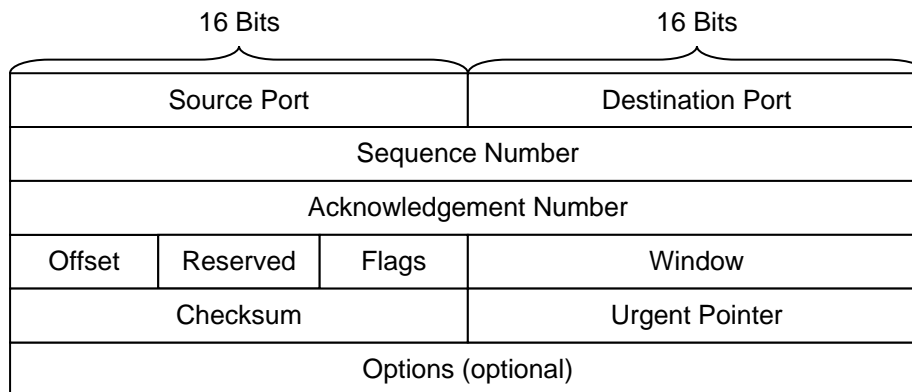 16 Bits 16 Bits
Source Port Destination Port
Sequence Number
Acknowledgement Number
Offset Reserved Flags Window
Checksum Urgent Pointer
Options (optional)